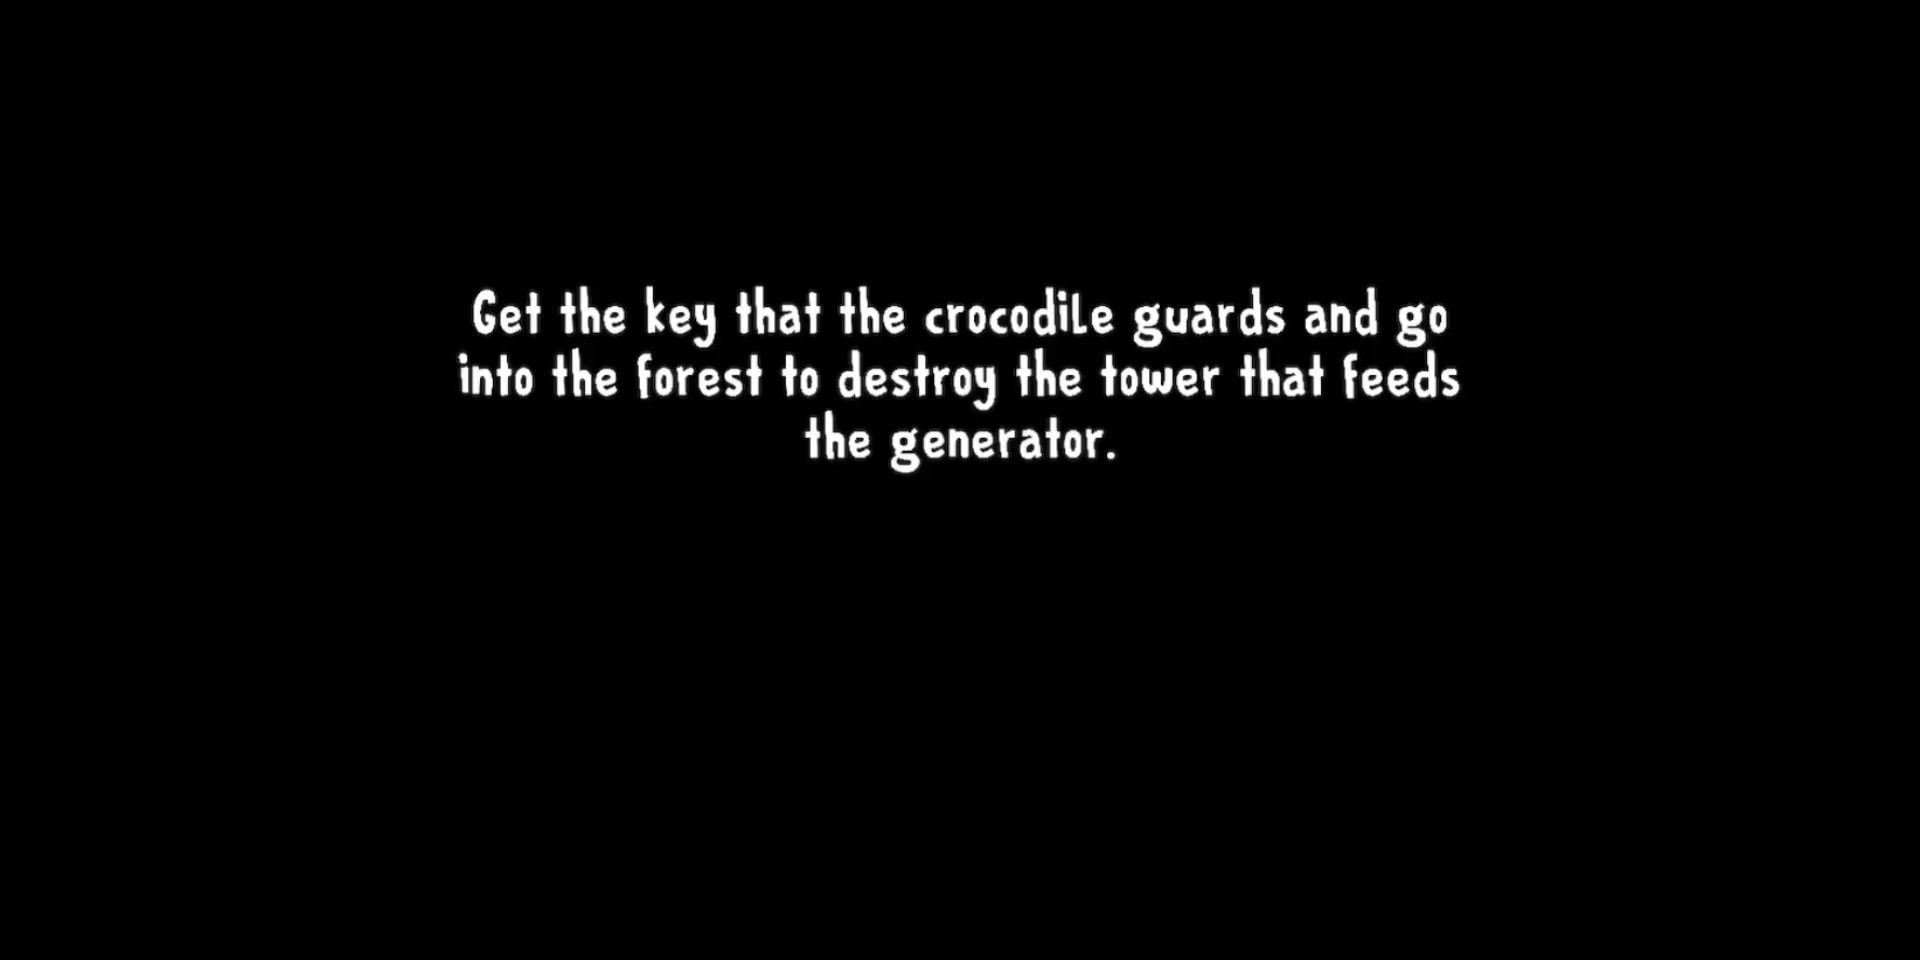 Get the key that the crocodile guards and go
into the forest to destroy the tower that feeds
the generator.